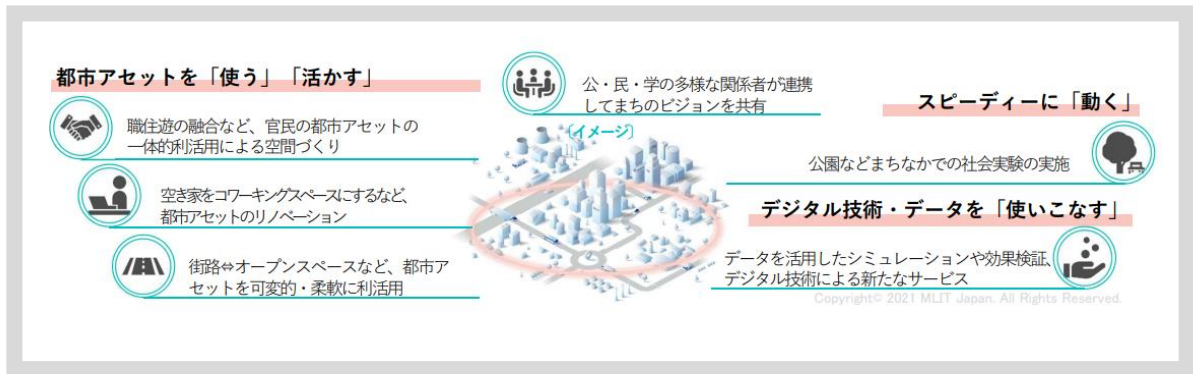 都市アセットを「使う」「活かす」
職住遊の融合など、官民の都市アセットの
一体的利活用による空間づくり
空き家をコワーキングスペースにするなど、
都市アセットのリノベーション
街路⇔オープンスペースなど、都市ア
セットを可変的・柔軟に利活用
公・民・学の多様な関係者が連携
してまちのビジョンを共有
〔イメージ〕
スピーディーに「動く」
公園などまちなかでの社会実験の実施
デジタル技術・データを「使いこなす」
データを活用したシミュレーションや効果検証、
デジタル技術による新たなサービス
Copyright© 2021 MLIT Japan. All Rights Reserved.